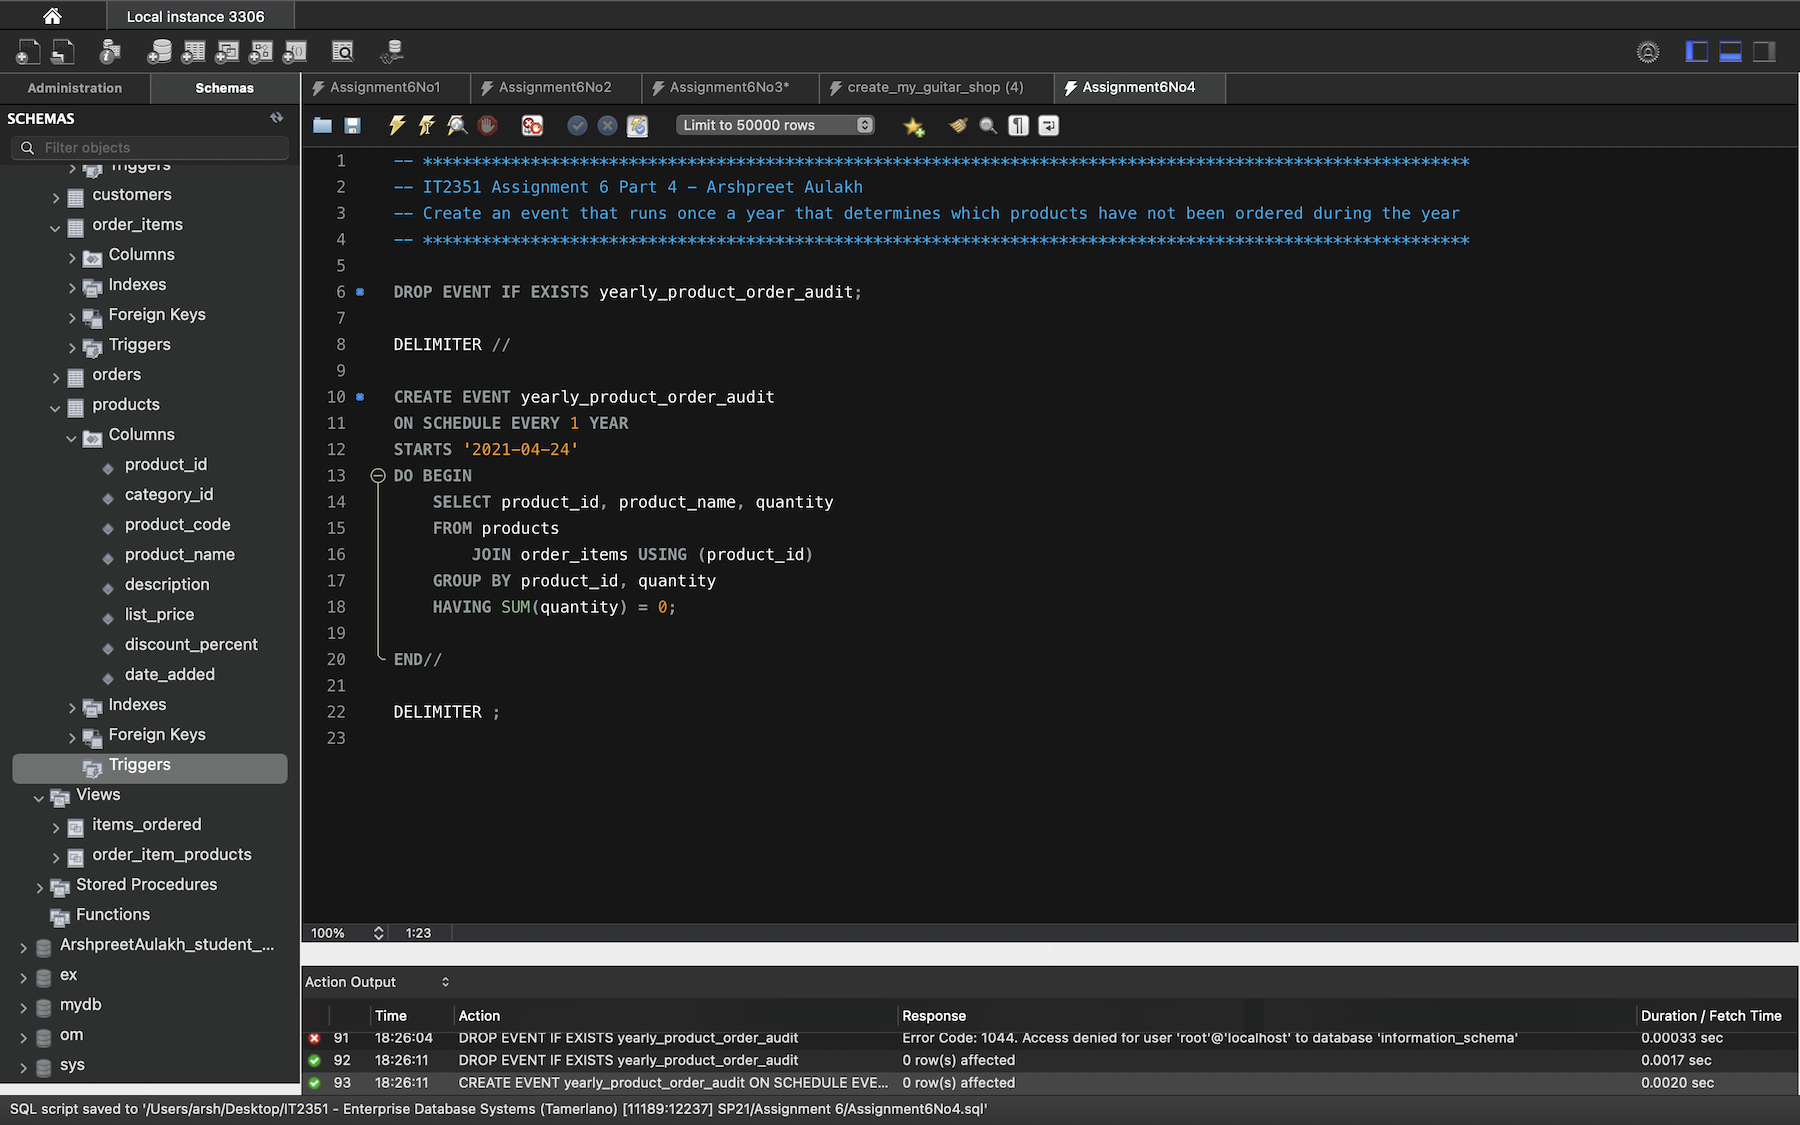 Local instance 3306
Administration
Schemas
Assignment6No1
Assignment6No2
Assignment6No3*
create_my_guitar_shop (4)
Assignment6No4
SCHEMAS
Filter objects
Limit to 50000 rows
Triggers
customers
order_items
Columns
Indexes
Foreign Keys
Triggers
orders
products
Columns
product_id
category_id
product_code
product_name
description
list_price
discount_percent
date_added
Indexes
Foreign Keys
Triggers
Views
items_ordered
order_item_products
Stored Procedures
Functions
ArshpreetAulakh_student_...
ex
mydb
om
sys
1 -- ***********************************************************************************************************
2 -- IT2351 Assignment 6 Part 4 - Arshpreet Aulakh
3 -- Create an event that runs once a year that determines which products have not been ordered during the year
4 -- ***********************************************************************************************************
5
6 DROP EVENT IF EXISTS yearly_product_order_audit;
7
8 DELIMITER //
9
10 CREATE EVENT yearly_product_order_audit
11 ON SCHEDULE EVERY 1 YEAR
12 STARTS '2021-04-24'
13 DO BEGIN
14 SELECT product_id, product_name, quantity
15 FROM products
16 JOIN order_items USING (product_id)
17 GROUP BY product_id, quantity
18 HAVING SUM(quantity) = 0;
19
20 END//
21
22 DELIMITER ;
23
100% 1:23
Action Output
Time Action Response Duration / Fetch Time
91 18:26:04 DROP EVENT IF EXISTS yearly_product_order_audit Error Code: 1044. Access denied for user 'root'@'localhost' to database 'information_schema' 0.00033 sec
92 18:26:11 DROP EVENT IF EXISTS yearly_product_order_audit 0 row(s) affected 0.0017 sec
93 18:26:11 CREATE EVENT yearly_product_order_audit ON SCHEDULE EVE... 0 row(s) affected 0.0020 sec
SQL script saved to '/Users/arsh/Desktop/IT2351 - Enterprise Database Systems (Tamerlano) [11189:12237] SP21/Assignment 6/Assignment6No4.sql'